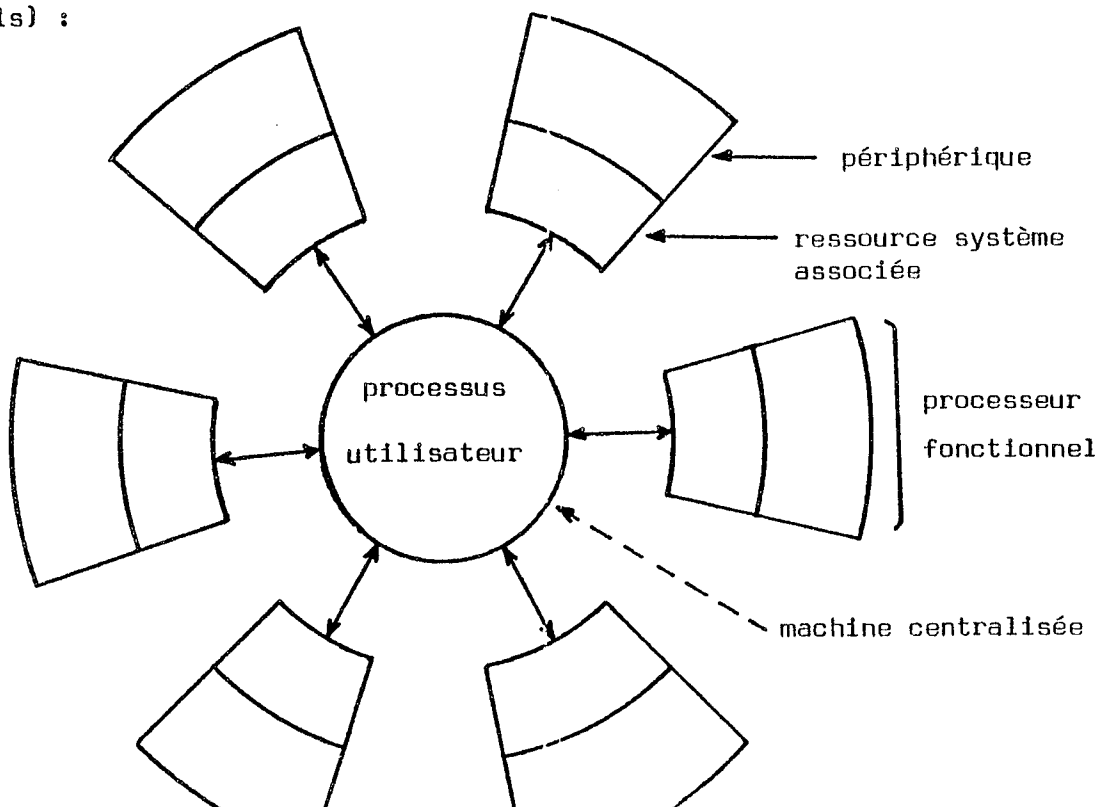 ls) :
périphérique
ressource système
associée
processus
utilisateur
processeur
fonctionnel
machine centralisée